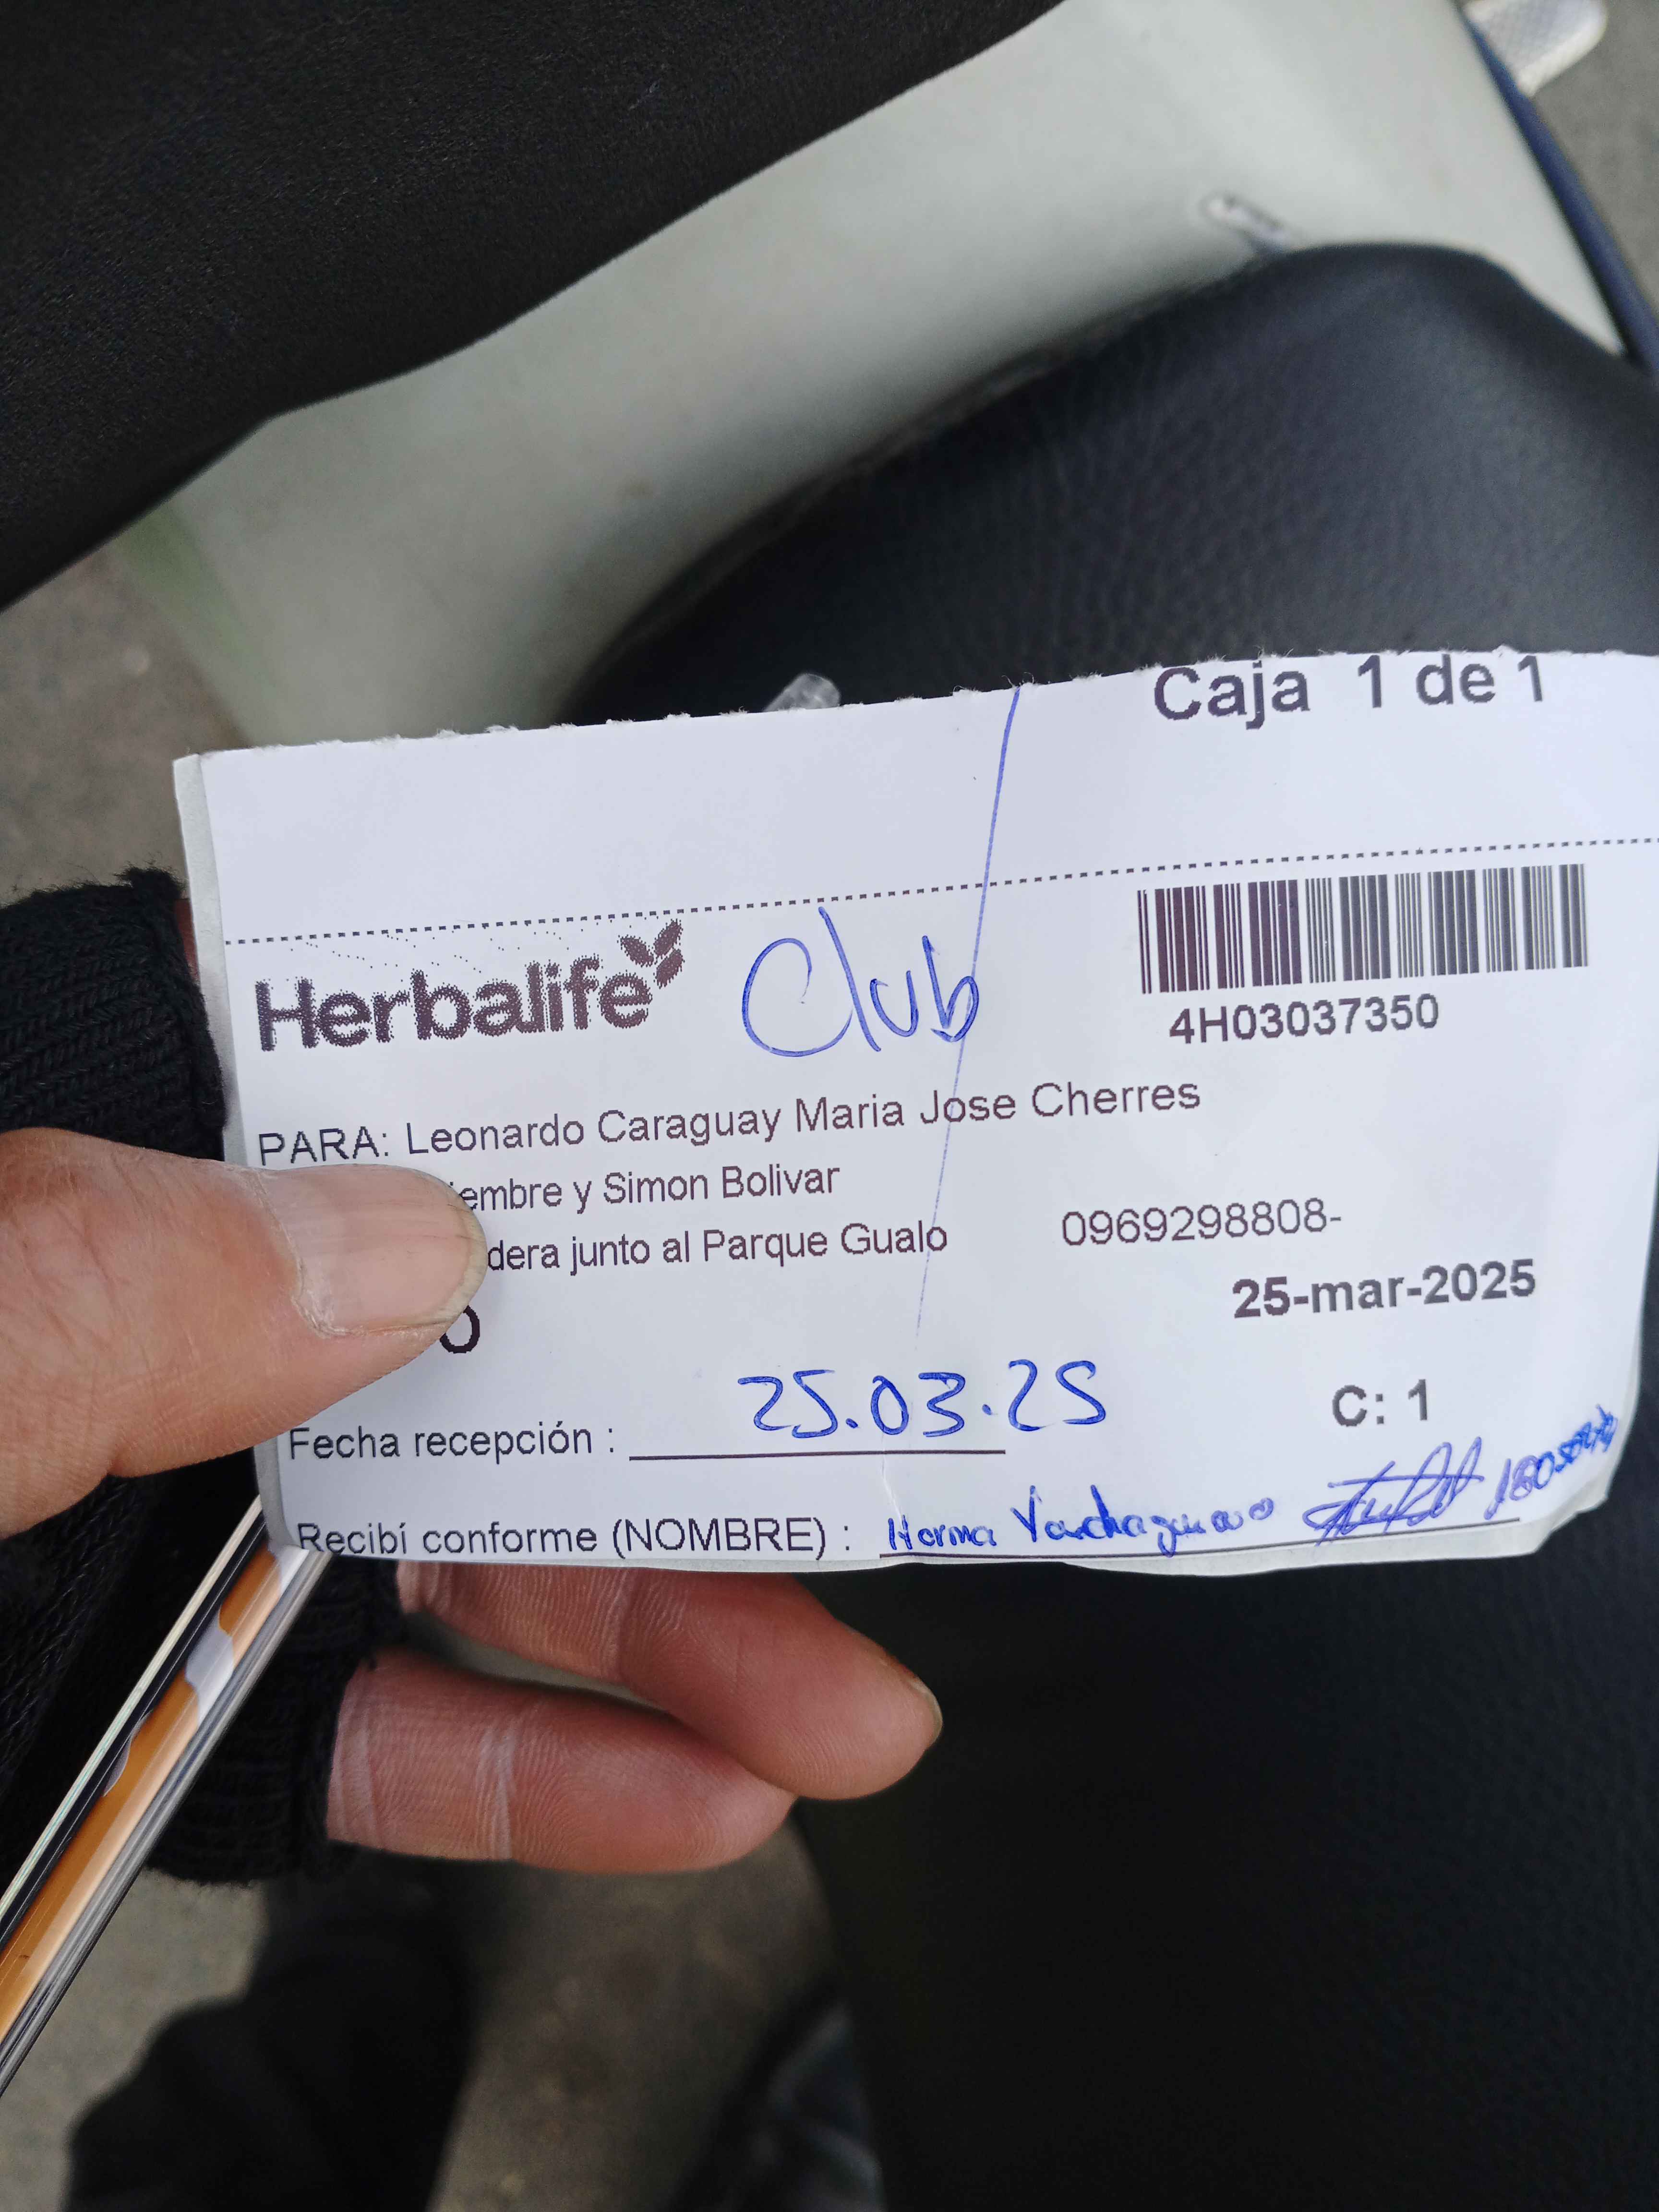 Caja 1 de 1
Herbalife Club
4H03037350
PARA: Leonardo Caraguay Maria Jose Cherres
embre y Simon Bolivar
dera junto al Parque Gualo 0969298808-
O
25-mar-2025
25.03.25
C: 1
Fecha recepción :
Recibí conforme (NOMBRE) :